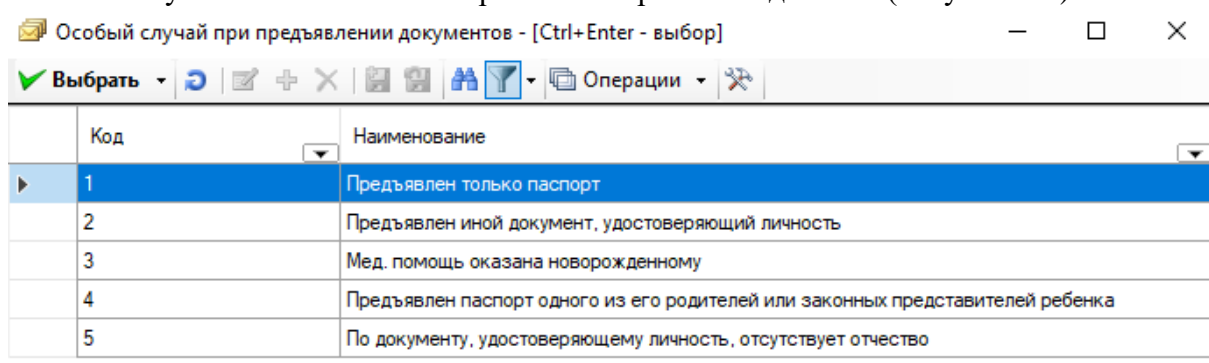 Особый случай при предъявлении документов - [Ctrl+Enter - выбор]
Выбрать Операции
Код Наименование
1 Предъявлен только паспорт
2 Предъявлен иной документ, удостоверяющий личность
3 Мед. помощь оказана новорожденному
4 Предъявлен паспорт одного из его родителей или законных представителей ребенка
5 По документу, удостоверяющему личность, отсутствует отчество